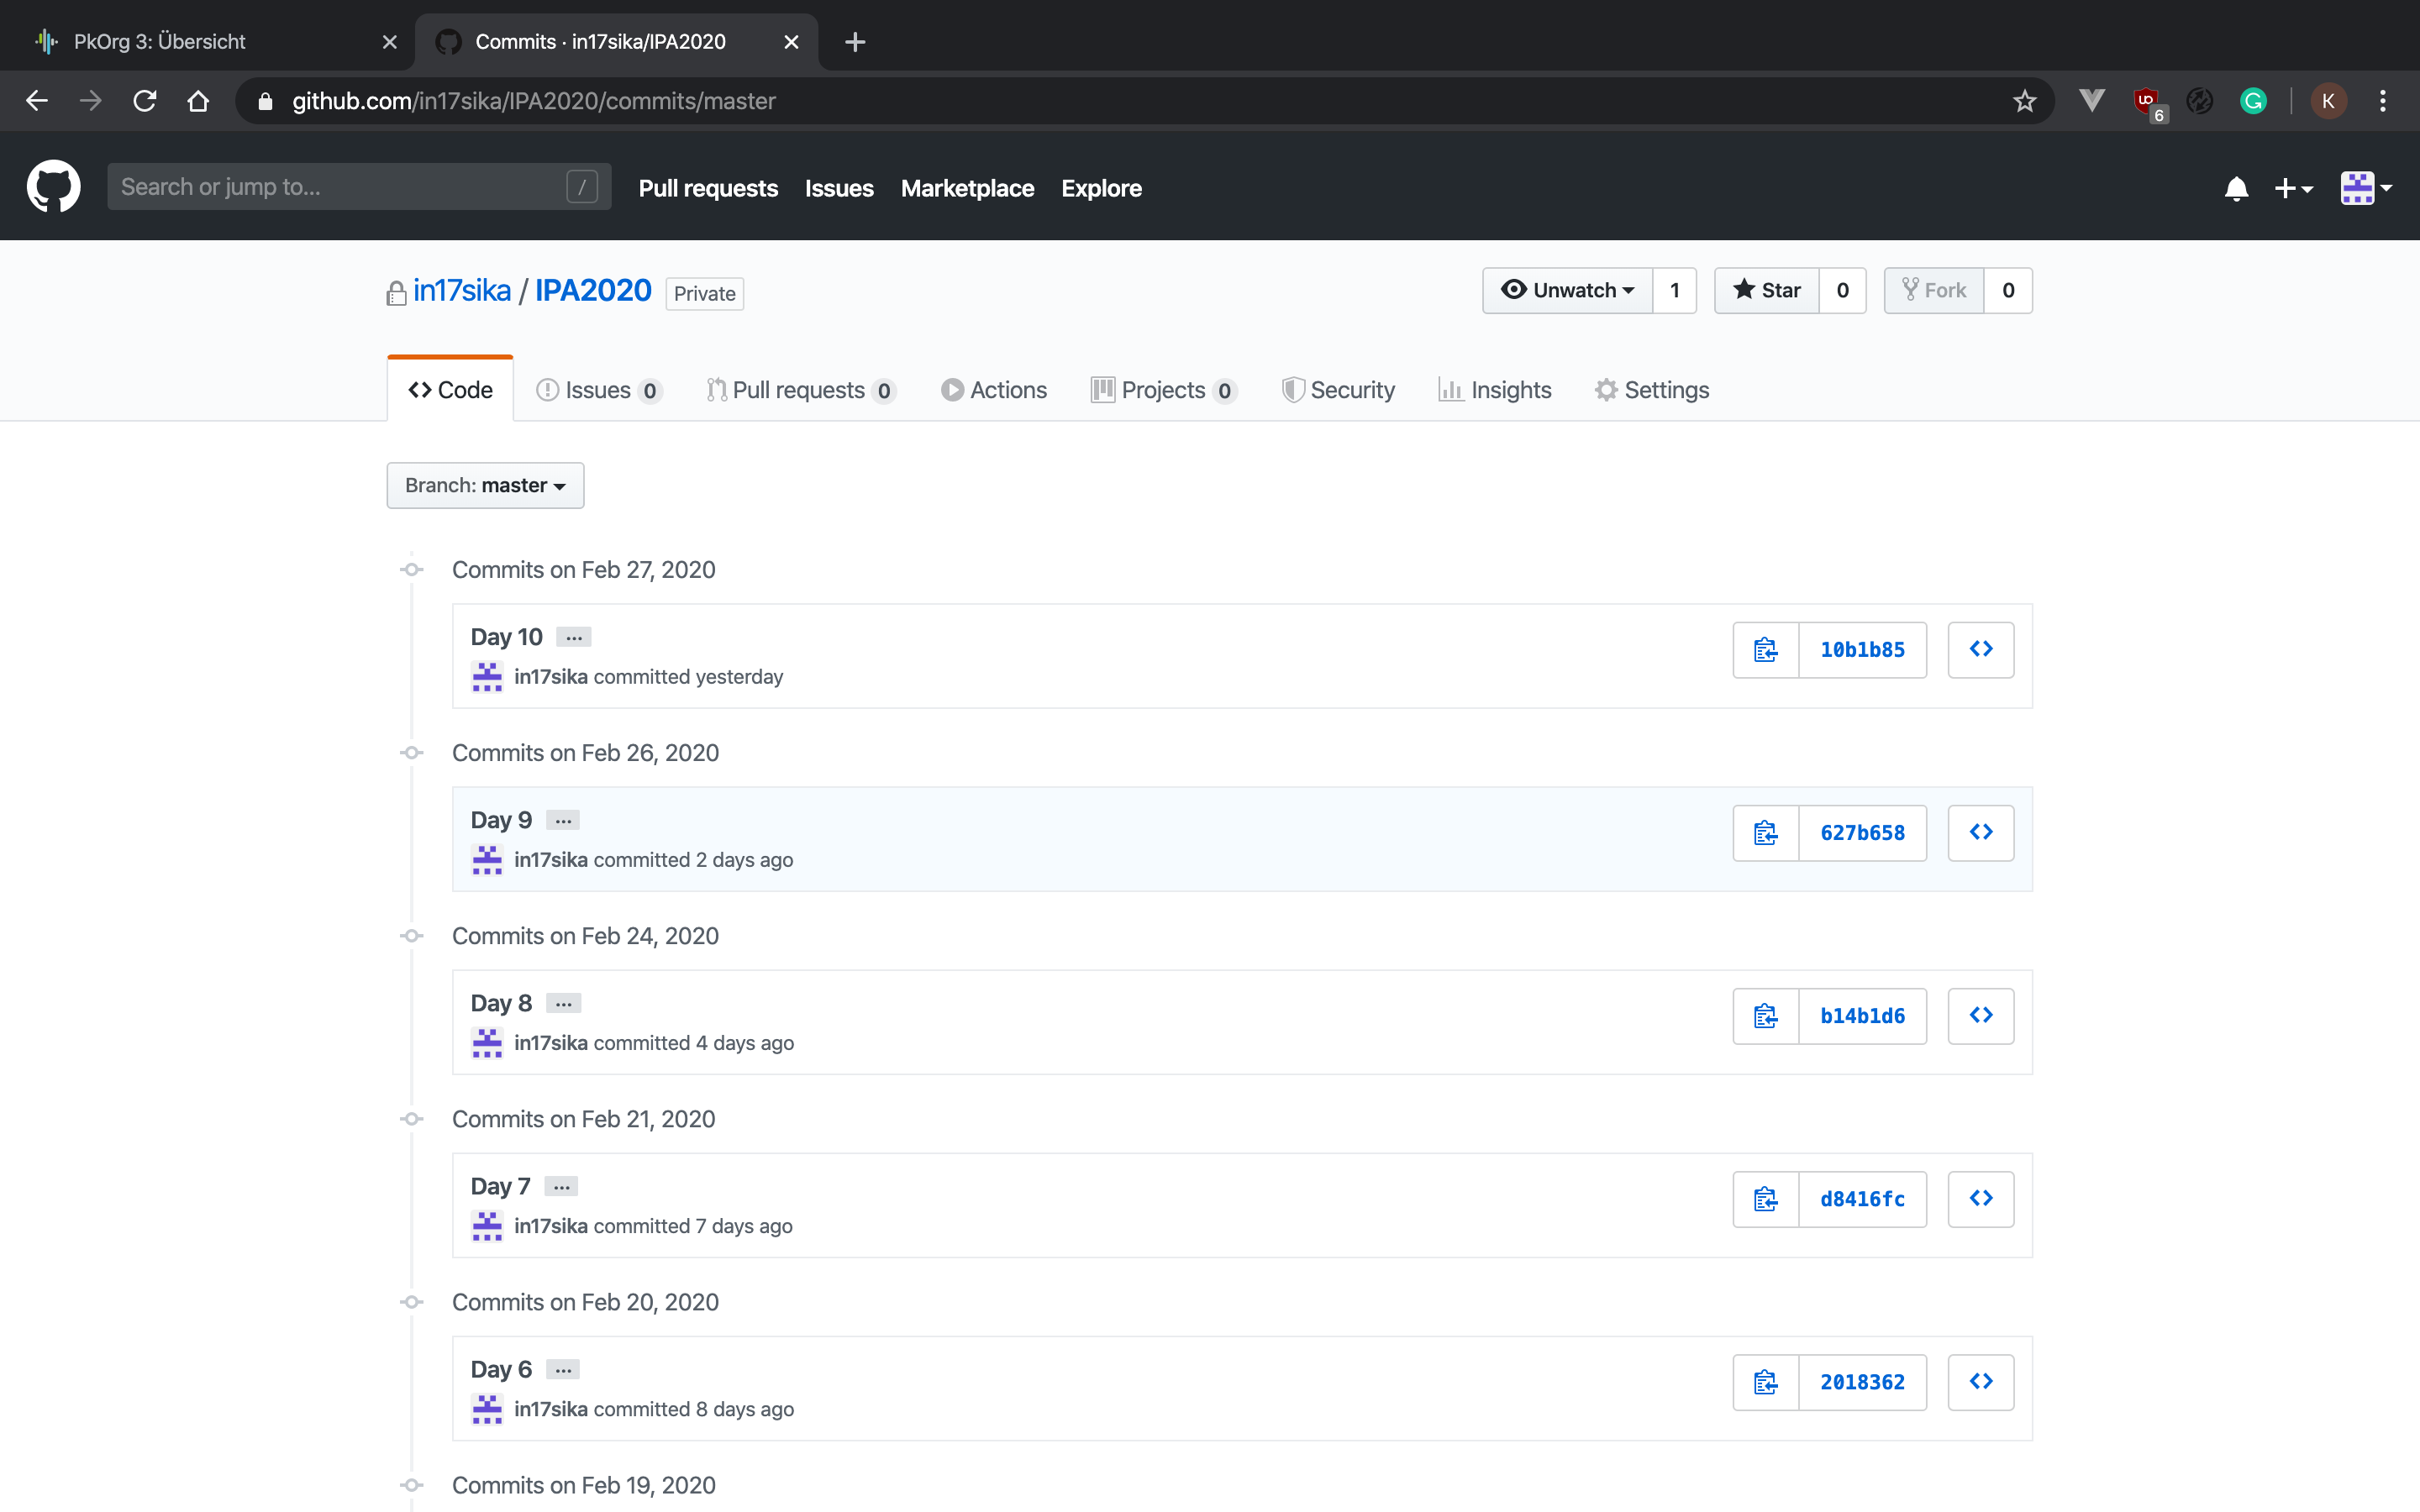 PkOrg 3: Übersicht
Commits · in17sika/IPA2020
github.com/in17sika/IPA2020/commits/master
6
K
Search or jump to...
/
Pull requests
Issues
Marketplace
Explore
in17sika / IPA2020 Private
Unwatch 1
Star 0
Fork 0
Code
Issues 0
Pull requests 0
Actions
Projects 0
Security
Insights
Settings
Branch: master
Commits on Feb 27, 2020
Day 10 ...
in17sika committed yesterday
10b1b85
Commits on Feb 26, 2020
Day 9 ...
in17sika committed 2 days ago
627b658
Commits on Feb 24, 2020
Day 8 ...
in17sika committed 4 days ago
b14b1d6
Commits on Feb 21, 2020
Day 7 ...
in17sika committed 7 days ago
d8416fc
Commits on Feb 20, 2020
Day 6 ...
in17sika committed 8 days ago
2018362
Commits on Feb 19, 2020